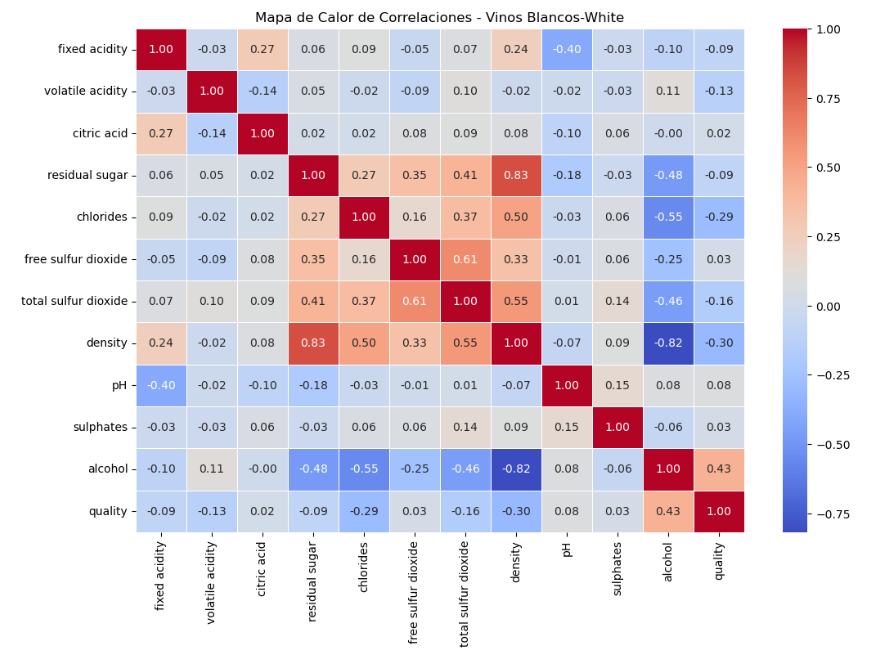 Mapa de Calor de Correlaciones - Vinos Blancos-White
fixed acidity 1.00 -0.03 0.27 0.06 0.09 -0.05 0.07 0.24 -0.40 -0.03 -0.10 -0.09
volatile acidity -0.03 1.00 -0.14 0.05 -0.02 -0.09 0.10 -0.02 -0.02 -0.03 0.11 -0.13
citric acid 0.27 -0.14 1.00 0.02 0.02 0.08 0.09 0.08 -0.10 0.06 -0.00 0.02
residual sugar 0.06 0.05 0.02 1.00 0.27 0.35 0.41 0.83 -0.18 -0.03 -0.48 -0.09
chlorides 0.09 -0.02 0.02 0.27 1.00 0.16 0.37 0.50 -0.03 0.06 -0.55 -0.29
free sulfur dioxide -0.05 -0.09 0.08 0.35 0.16 1.00 0.61 0.33 -0.01 0.06 -0.25 0.03
total sulfur dioxide 0.07 0.10 0.09 0.41 0.37 0.61 1.00 0.55 0.01 0.14 -0.46 -0.16
density 0.24 -0.02 0.08 0.83 0.50 0.33 0.55 1.00 -0.07 0.09 -0.82 -0.30
pH -0.40 -0.02 -0.10 -0.18 -0.03 -0.01 0.01 -0.07 1.00 0.15 0.08 0.08
sulphates -0.03 -0.03 0.06 -0.03 0.06 0.06 0.14 0.09 0.15 1.00 -0.06 0.03
alcohol -0.10 0.11 -0.00 -0.48 -0.55 -0.25 -0.46 -0.82 0.08 -0.06 1.00 0.43
quality -0.09 -0.13 0.02 -0.09 -0.29 0.03 -0.16 -0.30 0.08 0.03 0.43 1.00
fixed acidity
volatile acidity
citric acid
residual sugar
chlorides
free sulfur dioxide
total sulfur dioxide
density
pH
sulphates
alcohol
quality
1.00
0.75
0.50
0.25
0.00
−0.25
−0.50
−0.75